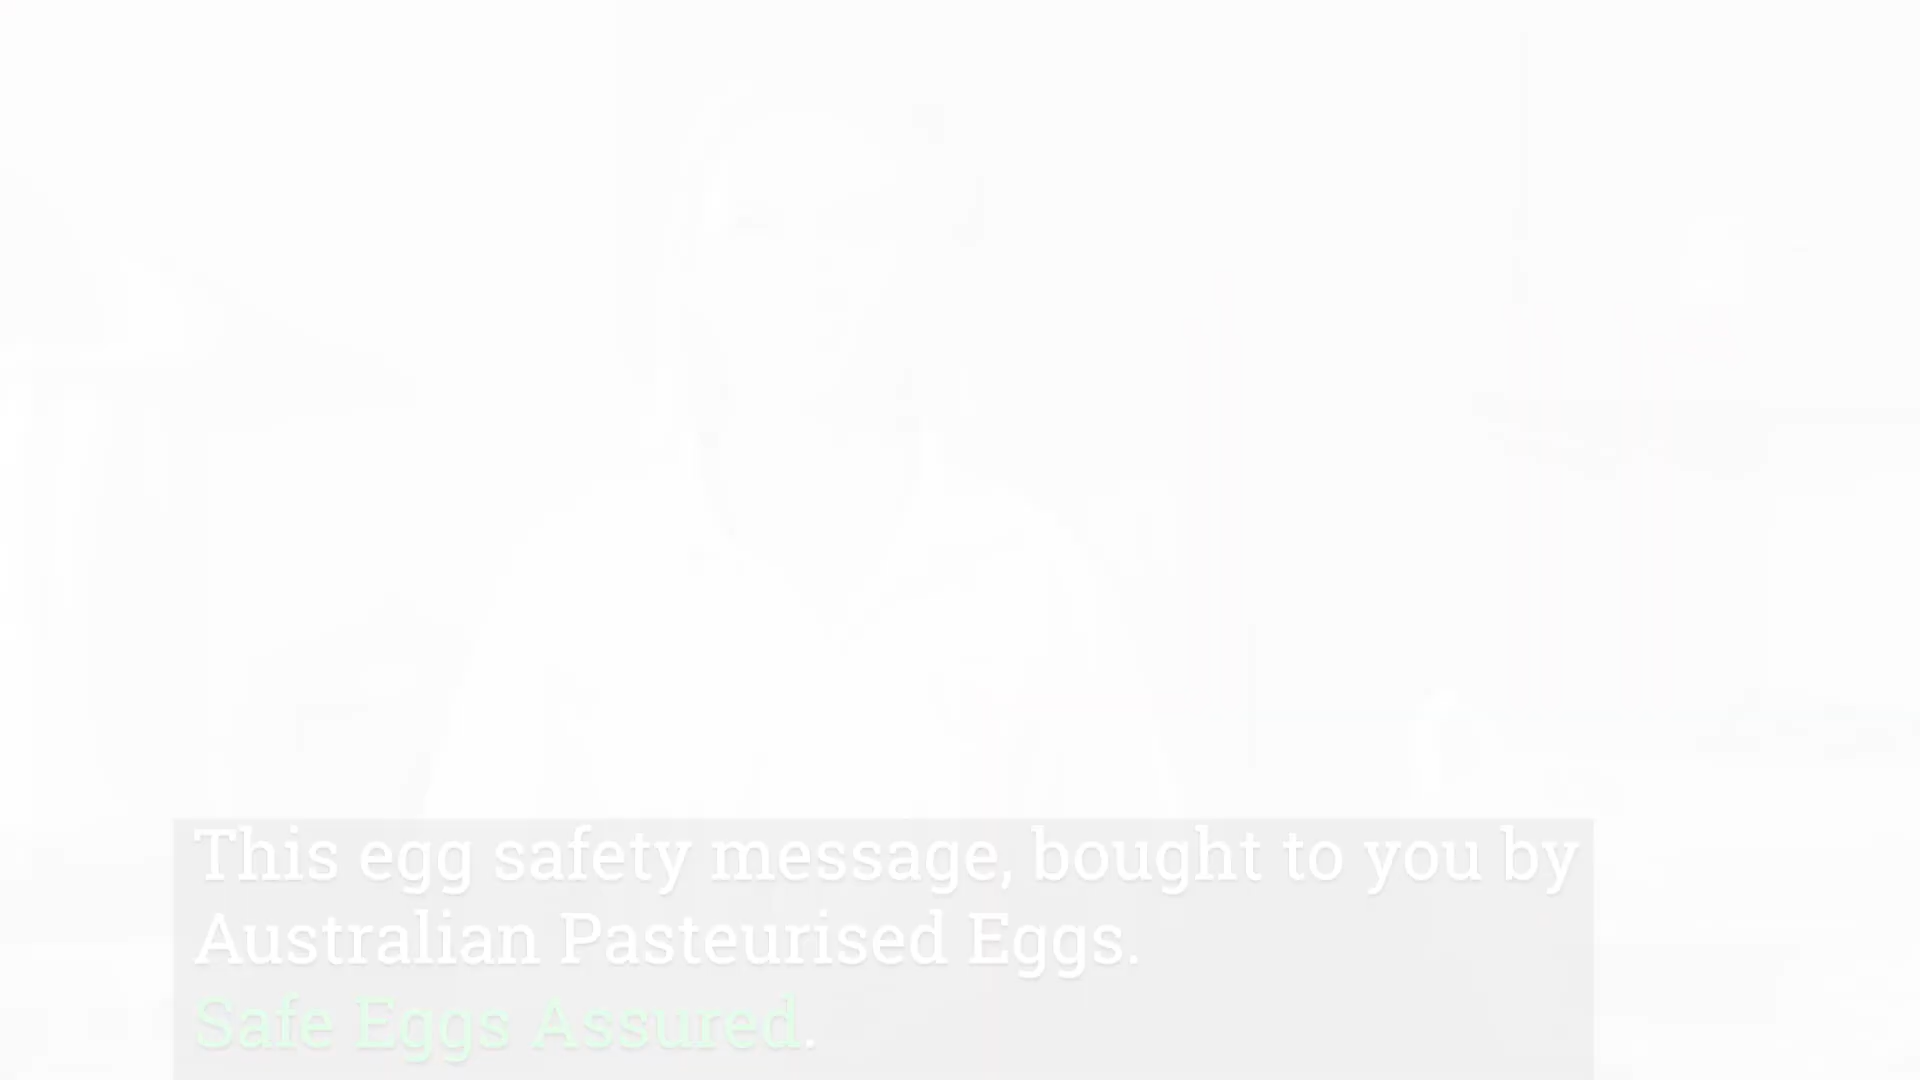 This egg safety message, bought to you by
Australian Pasteurised Eggs.
Safe Eggs Assured.